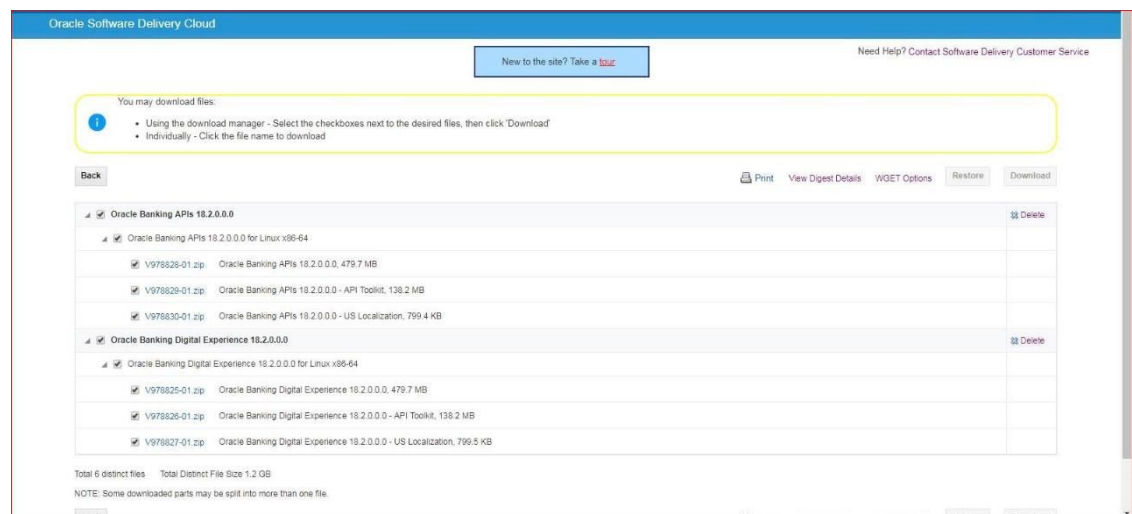 Oracle Software Delivery Cloud
New to the site? Take a tour
Need Help? Contact Software Delivery Customer Service
You may download files:
• Using the download manager - Select the checkboxes next to the desired files, then click 'Download'
• Individually - Click the file name to download
Back
Print View Digest Details WGET Options Restore Download
Oracle Banking APIs 18.2.0.0.0 Delete
Oracle Banking APIs 18.2.0.0.0 for Linux x86-64
V978828-01.zip Oracle Banking APIs 18.2.0.0.0, 479.7 MB
V978829-01.zip Oracle Banking APIs 18.2.0.0.0 - API Toolkit, 138.2 MB
V978830-01.zip Oracle Banking APIs 18.2.0.0.0 - US Localization, 799.4 KB
Oracle Banking Digital Experience 18.2.0.0.0 Delete
Oracle Banking Digital Experience 18.2.0.0.0 for Linux x86-64
V978825-01.zip Oracle Banking Digital Experience 18.2.0.0.0, 479.7 MB
V978826-01.zip Oracle Banking Digital Experience 18.2.0.0.0 - API Toolkit, 138.2 MB
V978827-01.zip Oracle Banking Digital Experience 18.2.0.0.0 - US Localization, 799.5 KB
Total 6 distinct files Total Distinct File Size 1.2 GB
NOTE: Some downloaded parts may be split into more than one file.